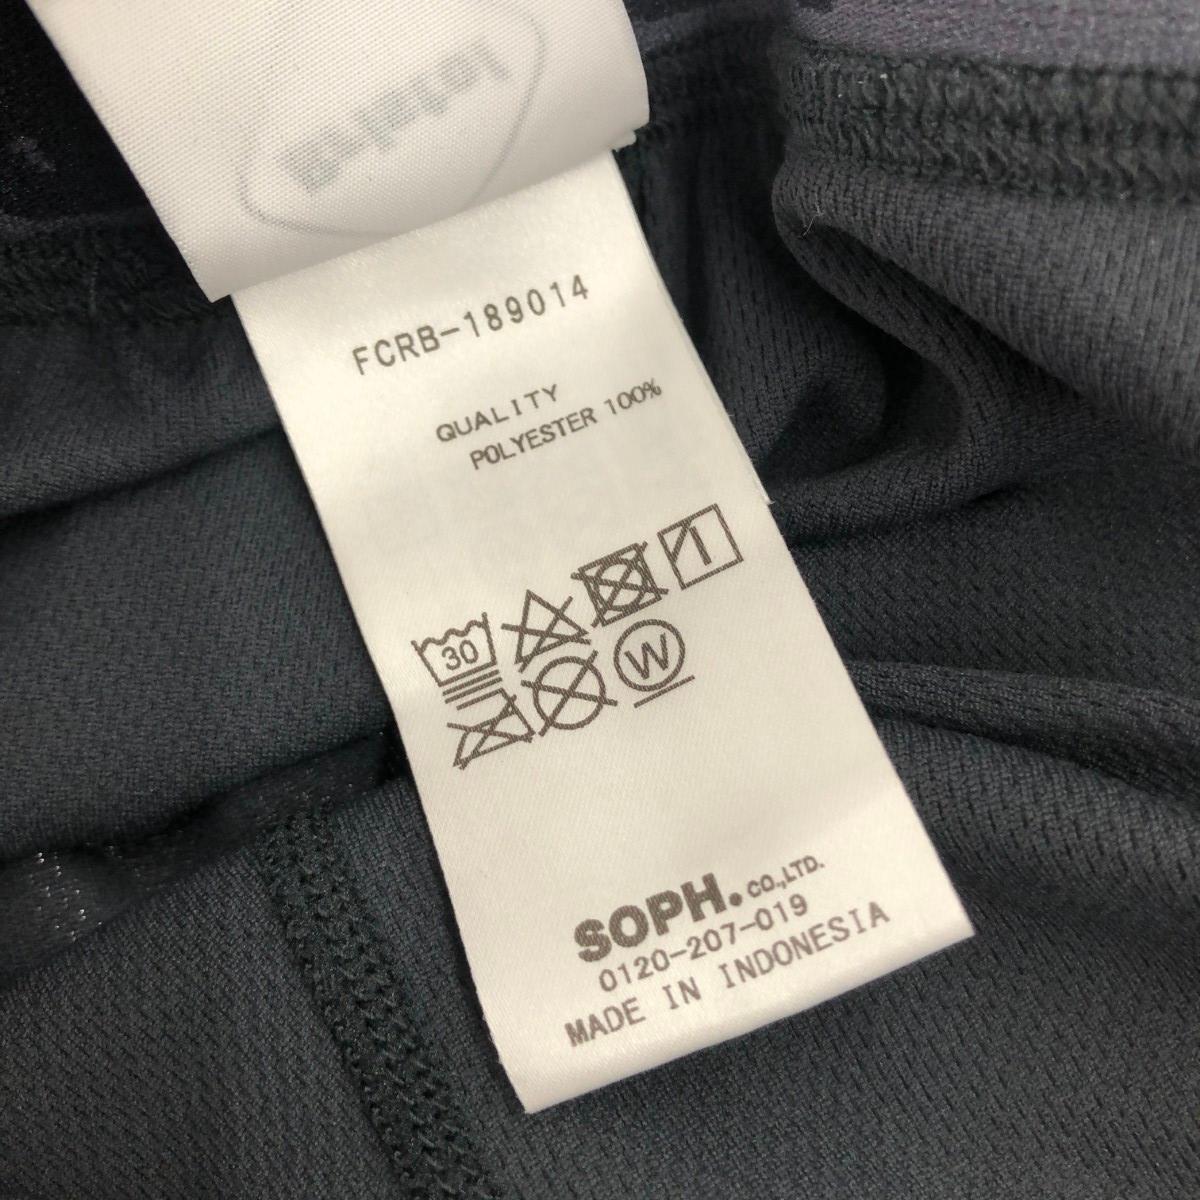 FCRB-189014
QUALITY
POLYESTER 100%
30
W
SOPH. CO.,LTD.
0120-207-019
MADE IN INDONESIA